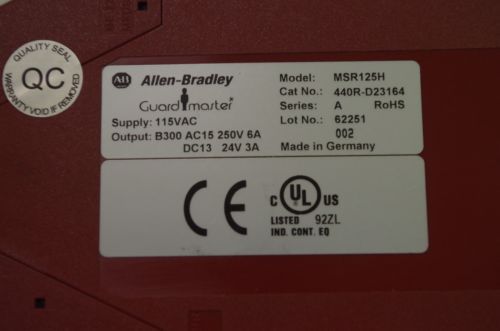 QUALITY SEAL
QC
WARRANTY VOID IF REMOVED
AB Allen-Bradley
Guardmaster
Supply: 115VAC
Output: B300 AC15 250V 6A
DC13 24V 3A
Model: MSR125H
Cat No.: 440R-D23164
Series: A RoHS
Lot No.: 62251
002
Made in Germany
CE
C UL US
LISTED 92ZL
IND. CONT. EQ